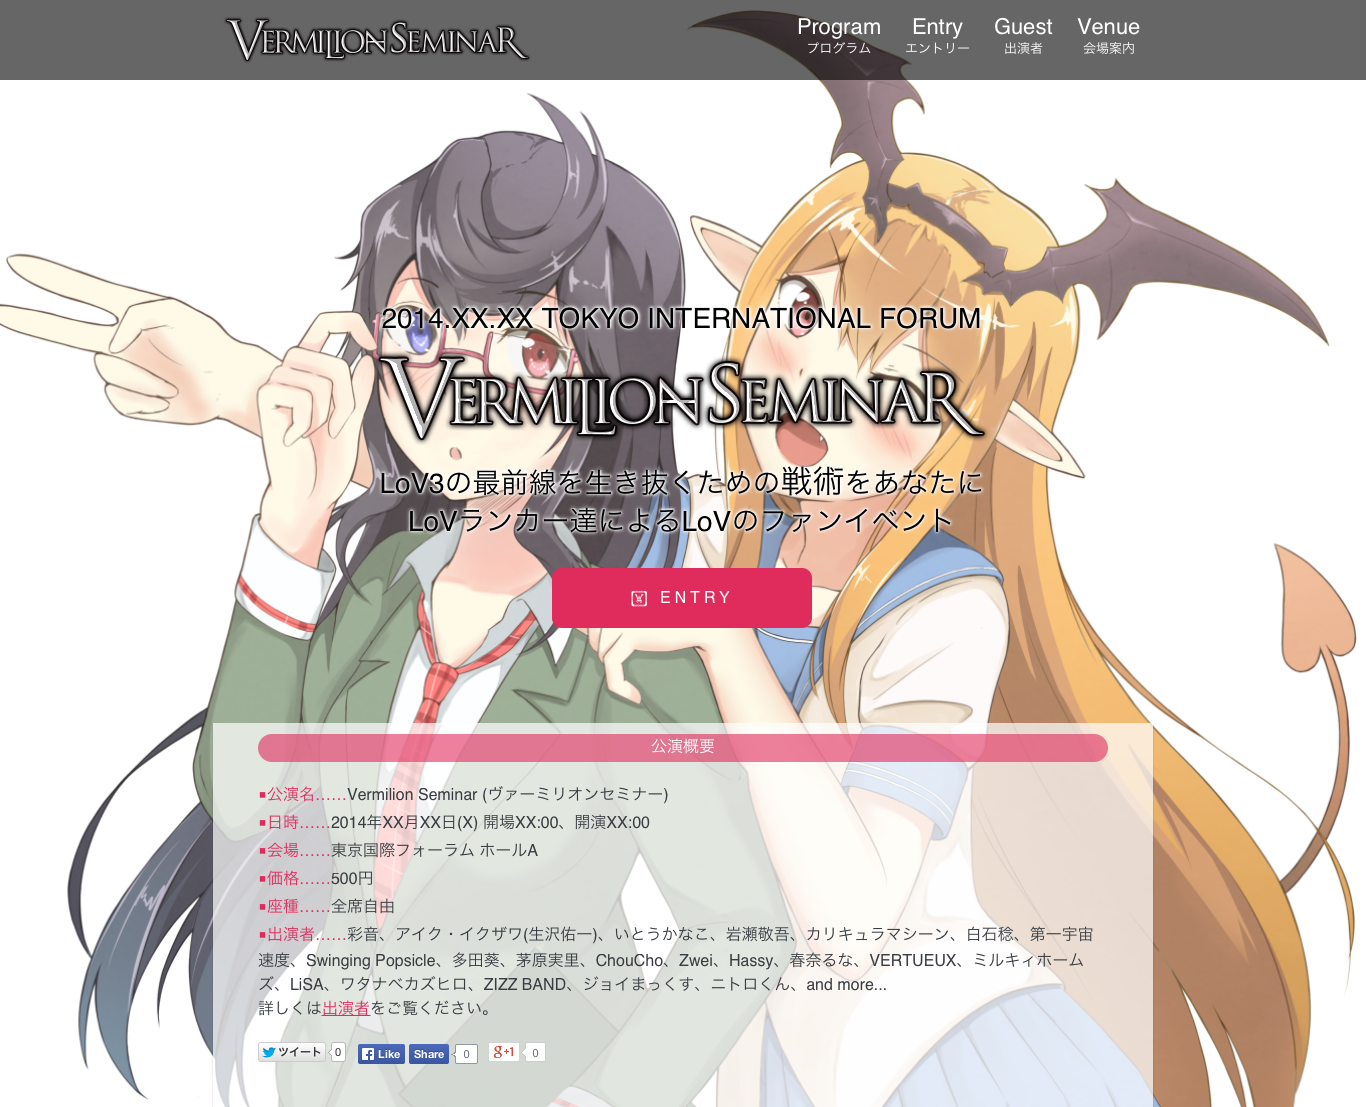 VERMILION SEMINAR
Program Entry Guest Venue
プログラム エントリー 出演者 会場案内
2014.XX.XX TOKYO INTERNATIONAL FORUM
VERMILION SEMINAR
LoV3の最前線を生き抜くための戦術をあなたに
LoVランカー達によるLoVのファンイベント
ENTRY
公演概要
▪公演名……Vermilion Seminar (ヴァーミリオンセミナー)
▪日時……2014年XX月XX日(X) 開場XX:00、開演XX:00
▪会場……東京国際フォーラム ホールA
▪価格……500円
▪座種……全席自由
▪出演者……彩音、アイク・イクザワ(生沢佑一)、いとうかなこ、岩瀬敬吾、カリキュラマシーン、白石稔、第一宇宙
速度、Swinging Popsicle、多田葵、茅原実里、ChouCho、Zwei、Hassy、春奈るな、VERTUEUX、ミルキィホーム
ズ、LiSA、ワタナベカズヒロ、ZIZZ BAND、ジョイまっくす、ニトロくん、and more...
詳しくは出演者をご覧ください。
ツイート 0 Like Share 0 g+1 0